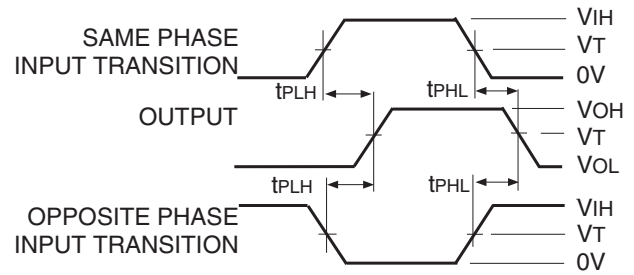 SAME PHASE
INPUT TRANSITION
VIH
VT
0V
tPLH
tPHL
OUTPUT
VOH
VT
VOL
tPLH
tPHL
OPPOSITE PHASE
INPUT TRANSITION
VIH
VT
0V